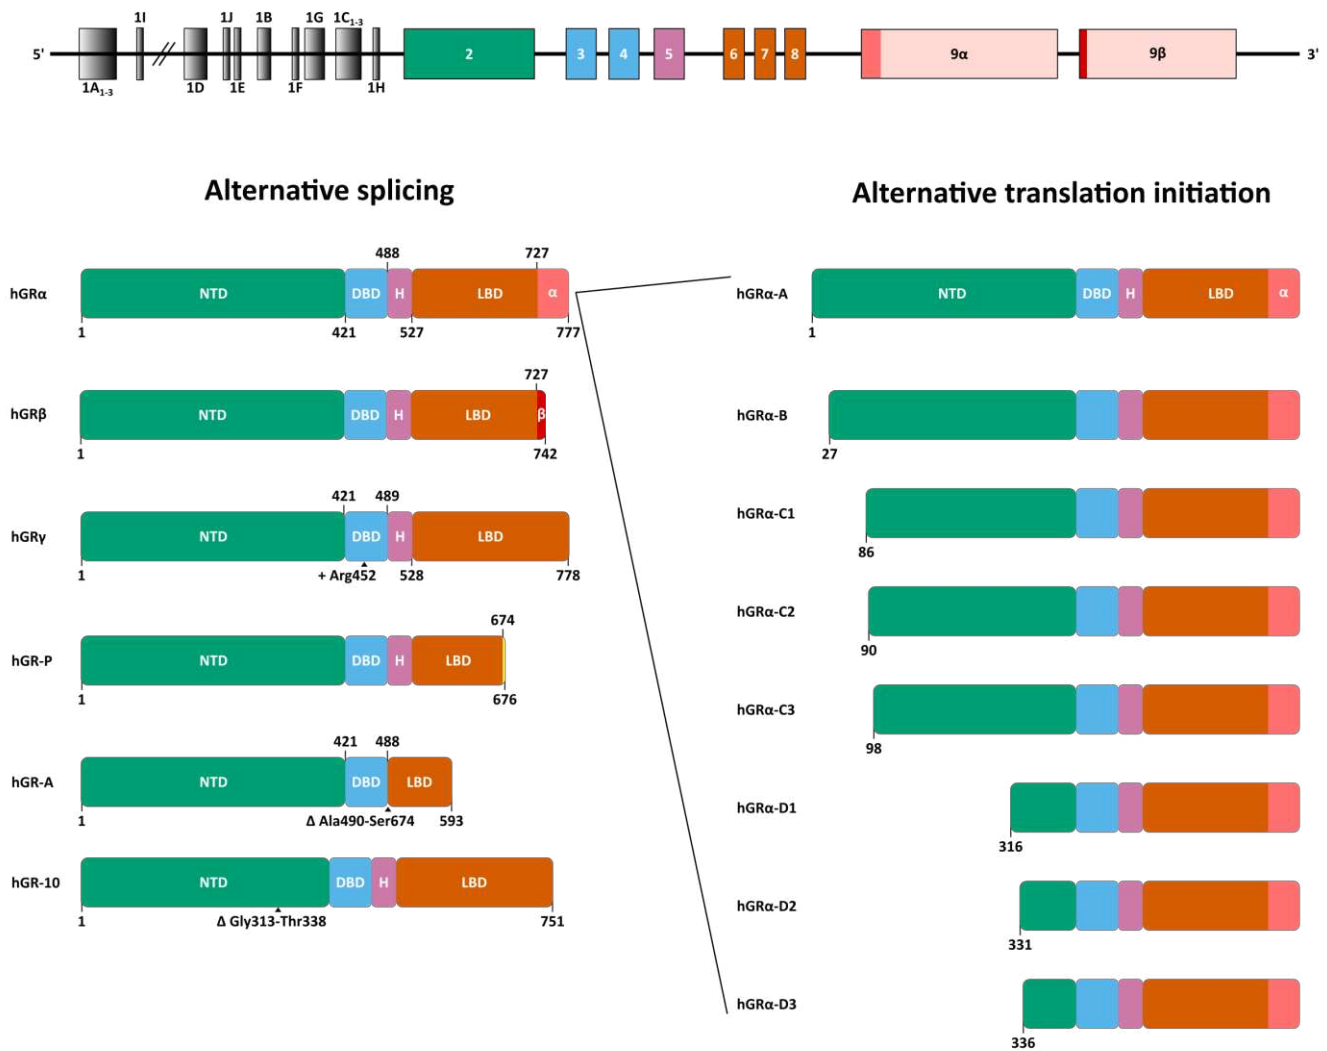 1I 1J 1B 1G 1C1-3
5' 2 3 4 5 6 7 8 9α 9β 3'
1A1-3 1D 1E 1F 1H
Alternative splicing
488 727
hGRα NTD DBD H LBD α
1 421 527 777
727
hGRβ NTD DBD H LBD β
1 742
421 489
hGRγ NTD DBD H LBD
1 + Arg452 528 778
674
hGR-P NTD DBD H LBD
1 676
421 488
hGR-A NTD DBD LBD
1 Δ Ala490-Ser674 593
hGR-10 NTD DBD H LBD
1 Δ Gly313-Thr338 751
Alternative translation initiation
hGRα-A NTD DBD H LBD α
1
hGRα-B
27
hGRα-C1
86
hGRα-C2
90
hGRα-C3
98
hGRα-D1
316
hGRα-D2
331
hGRα-D3
336